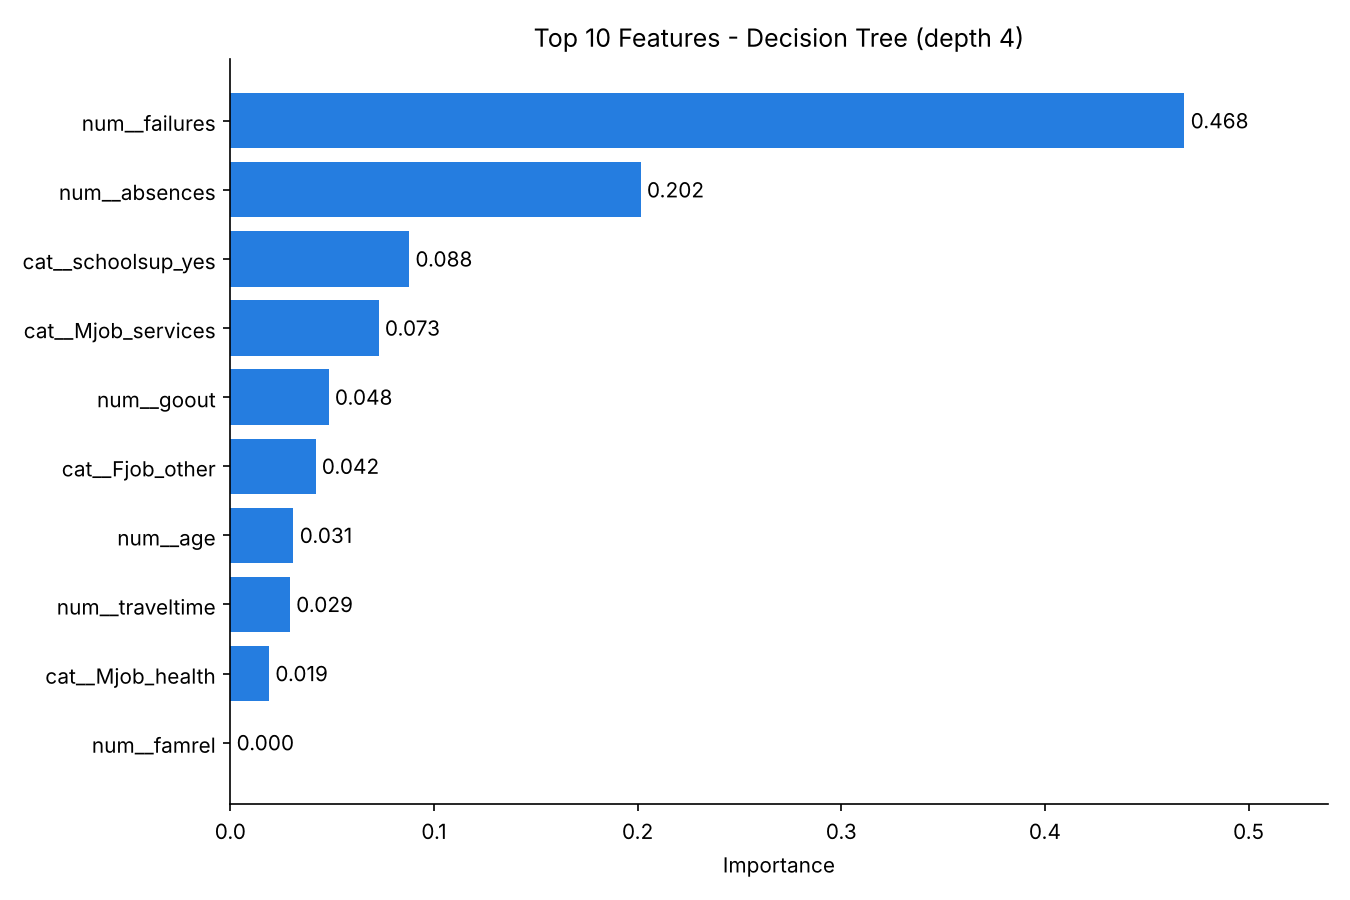 Top 10 Features - Decision Tree (depth 4)
num__failures 0.468
num__absences 0.202
cat__schoolsup_yes 0.088
cat__Mjob_services 0.073
num__goout 0.048
cat__Fjob_other 0.042
num__age 0.031
num__traveltime 0.029
cat__Mjob_health 0.019
num__famrel 0.000
0.0 0.1 0.2 0.3 0.4 0.5
Importance